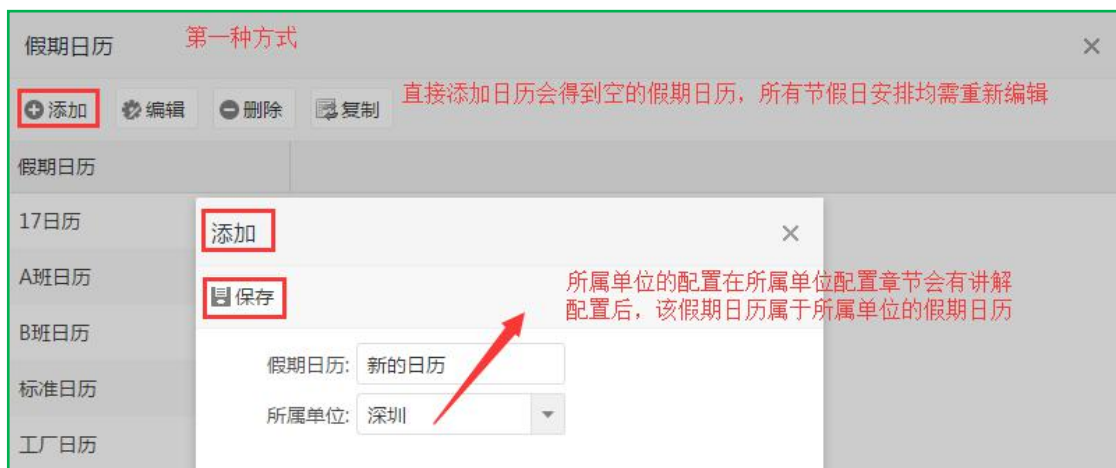 假期日历
第一种方式
添加 编辑 删除 复制
直接添加日历会得到空的假期日历，所有节假日安排均需重新编辑
假期日历
17日历
A班日历
B班日历
标准日历
工厂日历
添加
保存
所属单位的配置在所属单位配置章节会有讲解
配置后，该假期日历属于所属单位的假期日历
假期日历: 新的日历
所属单位: 深圳